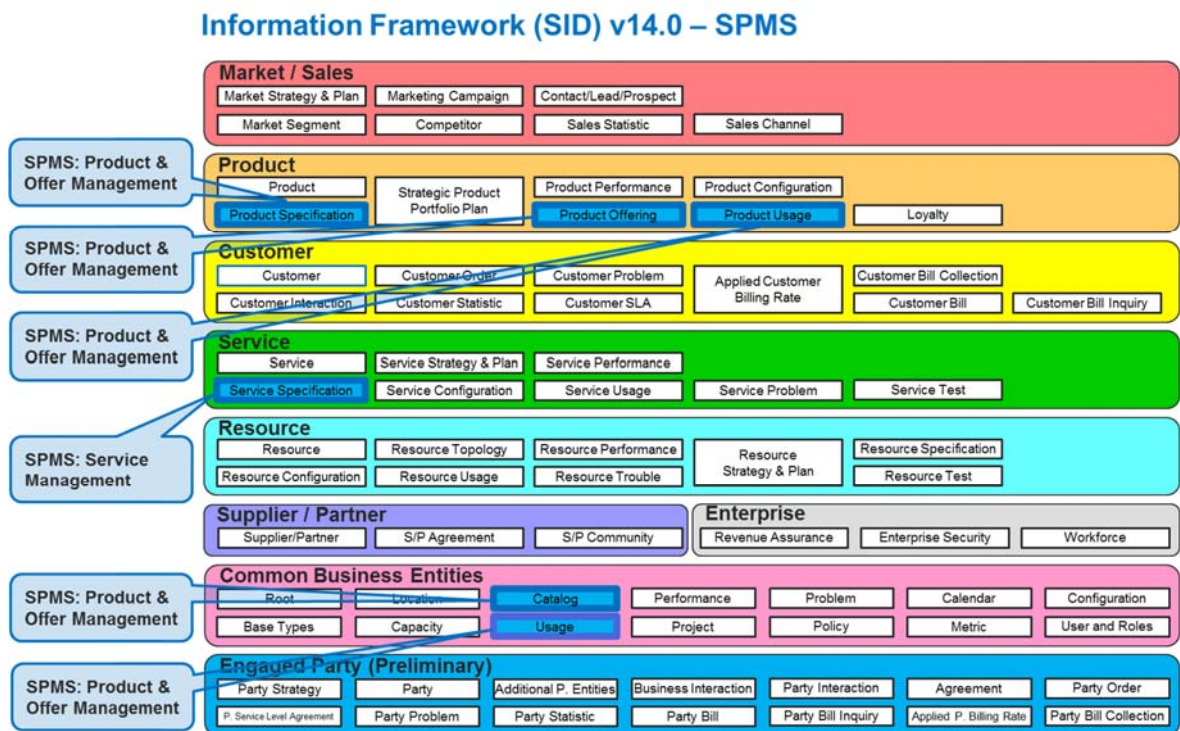 Information Framework (SID) v14.0 – SPMS
Market / Sales
Market Strategy & Plan
Marketing Campaign
Contact/Lead/Prospect
Market Segment
Competitor
Sales Statistic
Sales Channel
SPMS: Product &
Offer Management
Product
Product
Strategic Product
Portfolio Plan
Product Performance
Product Configuration
Product Specification
Product Offering
Product Usage
Loyalty
SPMS: Product &
Offer Management
Customer
Customer
Customer Order
Customer Problem
Applied Customer
Billing Rate
Customer Bill Collection
Customer Interaction
Customer Statistic
Customer SLA
Customer Bill
Customer Bill Inquiry
SPMS: Product &
Offer Management
Service
Service
Service Strategy & Plan
Service Performance
Service Specification
Service Configuration
Service Usage
Service Problem
Service Test
SPMS: Service
Management
Resource
Resource
Resource Topology
Resource Performance
Resource
Strategy & Plan
Resource Specification
Resource Configuration
Resource Usage
Resource Trouble
Resource Test
Supplier / Partner
Supplier/Partner
S/P Agreement
S/P Community
Enterprise
Revenue Assurance
Enterprise Security
Workforce
SPMS: Product &
Offer Management
Common Business Entities
Root
Location
Catalog
Performance
Problem
Calendar
Configuration
Base Types
Capacity
Usage
Project
Policy
Metric
User and Roles
SPMS: Product &
Offer Management
Engaged Party (Preliminary)
Party Strategy
Party
Additional P. Entities
Business Interaction
Party Interaction
Agreement
Party Order
P. Service Level Agreement
Party Problem
Party Statistic
Party Bill
Party Bill Inquiry
Applied P. Billing Rate
Party Bill Collection